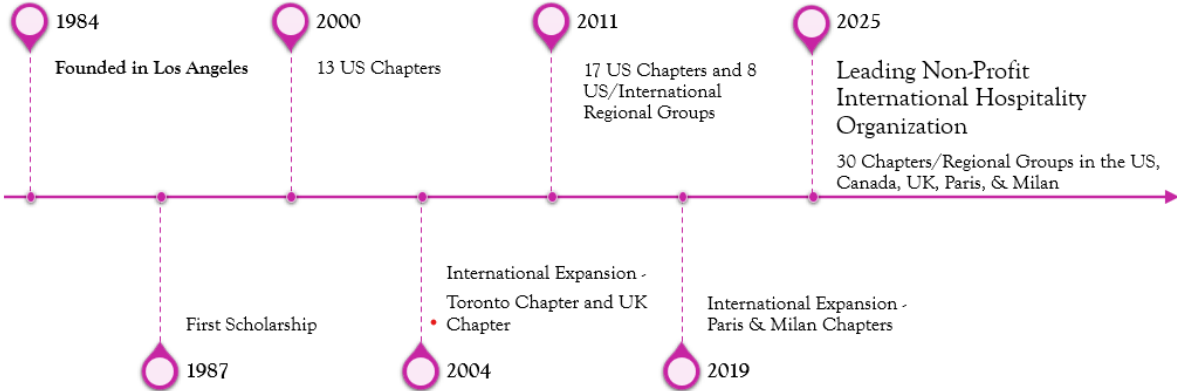 1984
Founded in Los Angeles
2000
13 US Chapters
2011
17 US Chapters and 8
US/International
Regional Groups
2025
Leading Non-Profit
International Hospitality
Organization
30 Chapters/Regional Groups in the US,
Canada, UK, Paris, & Milan
First Scholarship
1987
International Expansion -
Toronto Chapter and UK
Chapter
2004
International Expansion -
Paris & Milan Chapters
2019